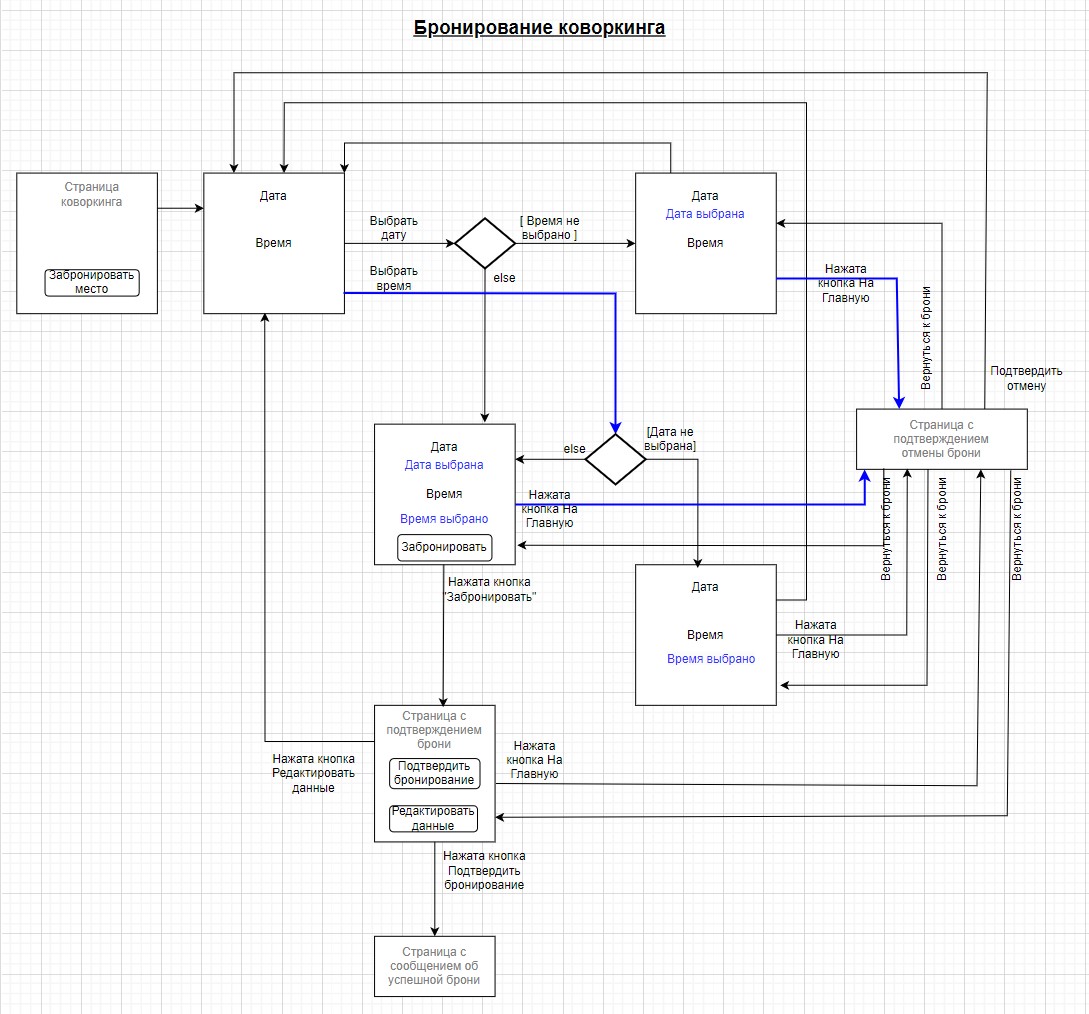 Бронирование коворкинга
Страница
коворкинга
Забронировать
место
Дата
Время
Выбрать
дату
[ Время не
выбрано ]
else
Выбрать
время
Дата
Дата выбрана
Время
Нажата
кнопка На
Главную
Вернуться к брони
Подтвердить
отмену
Страница с
подтверждением
отмены брони
Дата
Дата выбрана
Время
Время выбрано
Забронировать
else
[Дата не
выбрана]
Нажата
кнопка На
Главную
Вернуться к брони
Вернуться к брони
Вернуться к брони
Нажата кнопка
"Забронировать"
Дата
Время
Время выбрано
Нажата
кнопка На
Главную
Страница с
подтверждением
брони
Подтвердить
бронирование
Редактировать
данные
Нажата
кнопка На
Главную
Нажата кнопка
Редактировать
данные
Нажата кнопка
Подтвердить
бронирование
Страница с
сообщением об
успешной брони